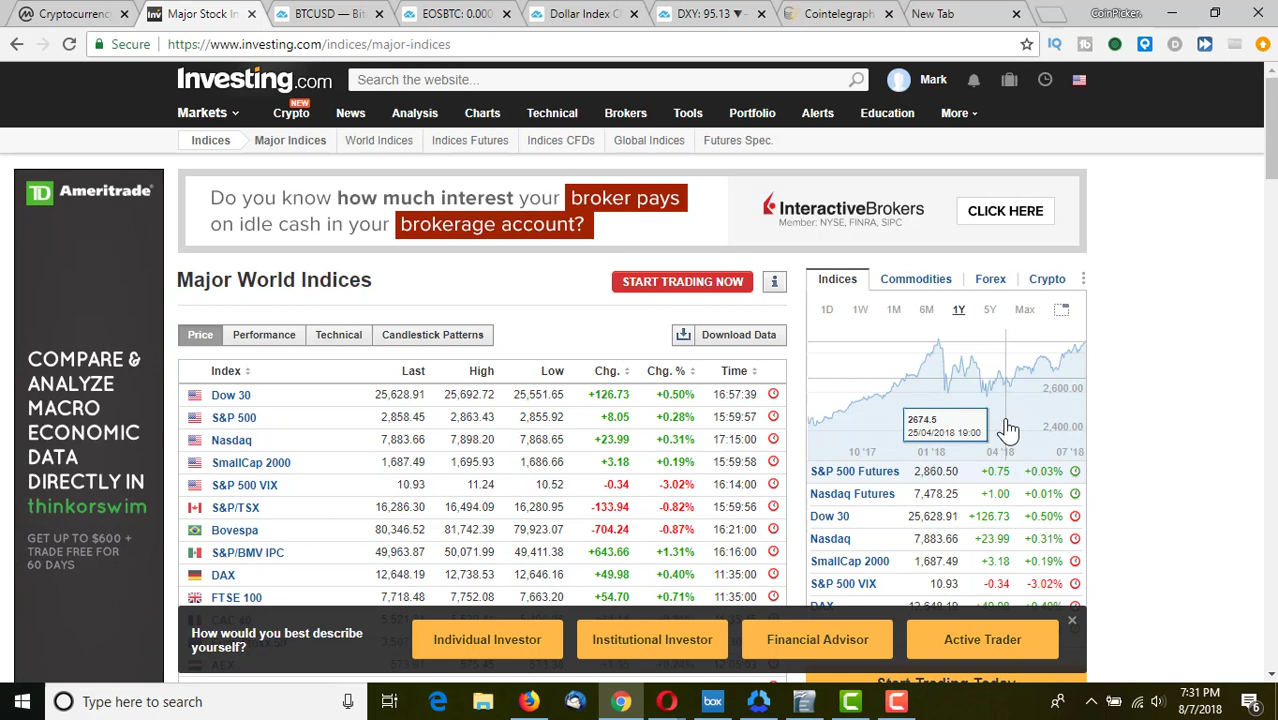 Cryptocurrency
Major Stock In
BTCUSD — Bi
EOSBTC: 0.000
Dollar Index C
DXY: 95.13 ▼
Cointelegraph
New Tab
CoinPicker.
Secure
https://www.investing.com/indices/major-indices
Investing.com
Search the website...
Mark
Markets
NEW
Crypto
News
Analysis
Charts
Technical
Brokers
Tools
Portfolio
Alerts
Education
More
Indices
Major Indices
World Indices
Indices Futures
Indices CFDs
Global Indices
Futures Spec.
TD Ameritrade
COMPARE &
ANALYZE
MACRO
ECONOMIC
DATA
DIRECTLY IN
thinkorswim
GET UP TO $600 +
TRADE FREE FOR
60 DAYS
Do you know how much interest your broker pays
on idle cash in your brokerage account?
InteractiveBrokers
Member: NYSE, FINRA, SIPC
CLICK HERE
Major World Indices
START TRADING NOW
Price
Performance
Technical
Candlestick Patterns
Download Data
Index Last High Low Chg. Chg. % Time
Dow 30 25,628.91 25,692.72 25,551.65 +126.73 +0.50% 16:57:39
S&P 500 2,858.45 2,863.43 2,855.92 +8.05 +0.28% 15:59:57
Nasdaq 7,883.66 7,898.20 7,868.65 +23.99 +0.31% 17:15:00
SmallCap 2000 1,687.49 1,695.93 1,686.66 +3.18 +0.19% 15:59:58
S&P 500 VIX 10.93 11.24 10.52 -0.34 -3.02% 16:14:00
S&P/TSX 16,286.30 16,494.09 16,280.95 -133.94 -0.82% 15:59:56
Bovespa 80,346.52 81,742.39 79,923.07 -704.24 -0.87% 16:21:00
S&P/BMV IPC 49,963.87 50,071.98 49,411.38 +643.66 +1.31% 16:16:00
DAX 12,648.19 12,738.53 12,646.16 +49.98 +0.40% 11:35:00
FTSE 100 7,718.48 7,752.08 7,663.20 +54.70 +0.71% 11:35:00
Indices
Commodities
Forex
Crypto
1D
1W
1M
6M
1Y
5Y
Max
2,600.00
2,400.00
2674.5
25/04/2018 19:00
10 '17
01 '18
04 '18
07 '18
S&P 500 Futures 2,860.50 +0.75 +0.03%
Nasdaq Futures 7,478.25 +1.00 +0.01%
Dow 30 25,628.91 +126.73 +0.50%
Nasdaq 7,883.66 +23.99 +0.31%
SmallCap 2000 1,687.49 +3.18 +0.19%
S&P 500 VIX 10.93 -0.34 -3.02%
DAX 12,648.19 +49.98 +0.40%
How would you best describe
yourself?
Individual Investor
Institutional Investor
Financial Advisor
Active Trader
Start Trading Today
Type here to search
box
7:31 PM
8/7/2018
6